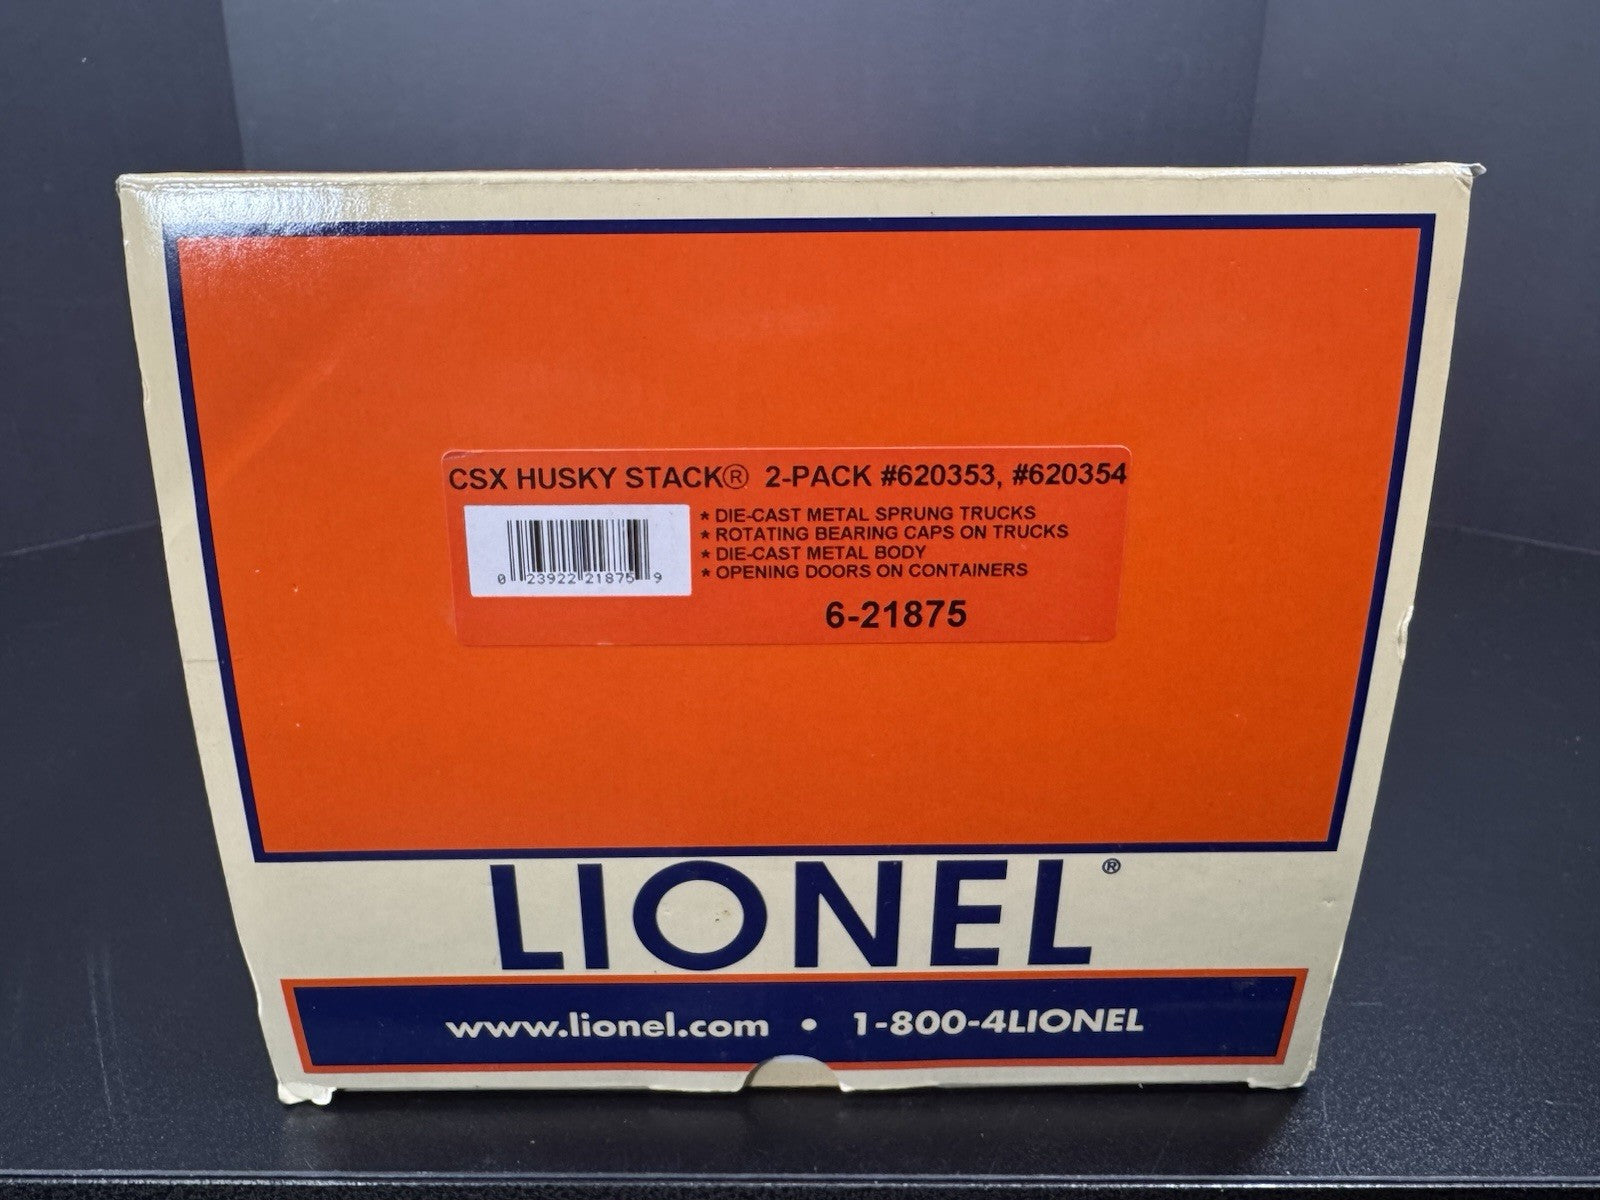 CSX HUSKY STACK® 2-PACK #620353, #620354
* DIE-CAST METAL SPRUNG TRUCKS
* ROTATING BEARING CAPS ON TRUCKS
* DIE-CAST METAL BODY
* OPENING DOORS ON CONTAINERS
0 23922 21875 9
6-21875
LIONEL®
www.lionel.com • 1-800-4LIONEL